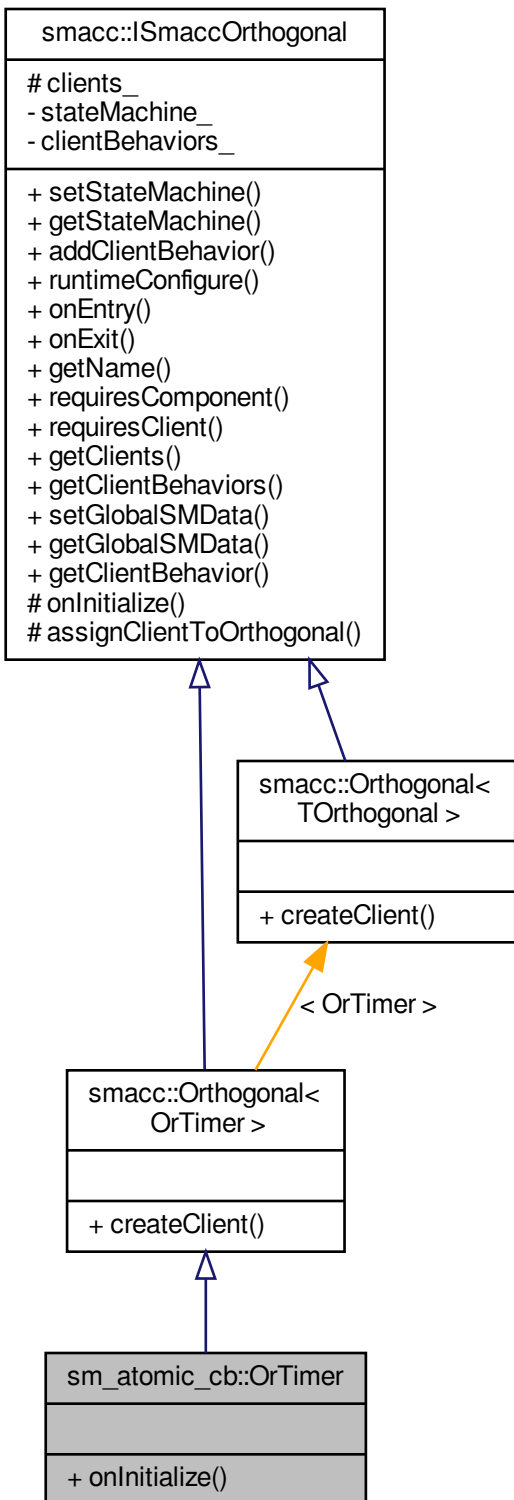 smacc::ISmaccOrthogonal
# clients_
- stateMachine_
- clientBehaviors_
+ setStateMachine()
+ getStateMachine()
+ addClientBehavior()
+ runtimeConfigure()
+ onEntry()
+ onExit()
+ getName()
+ requiresComponent()
+ requiresClient()
+ getClients()
+ getClientBehaviors()
+ setGlobalSMData()
+ getGlobalSMData()
+ getClientBehavior()
# onInitialize()
# assignClientToOrthogonal()
smacc::Orthogonal<
TOrthogonal >
+ createClient()
< OrTimer >
smacc::Orthogonal<
OrTimer >
+ createClient()
sm_atomic_cb::OrTimer
+ onInitialize()